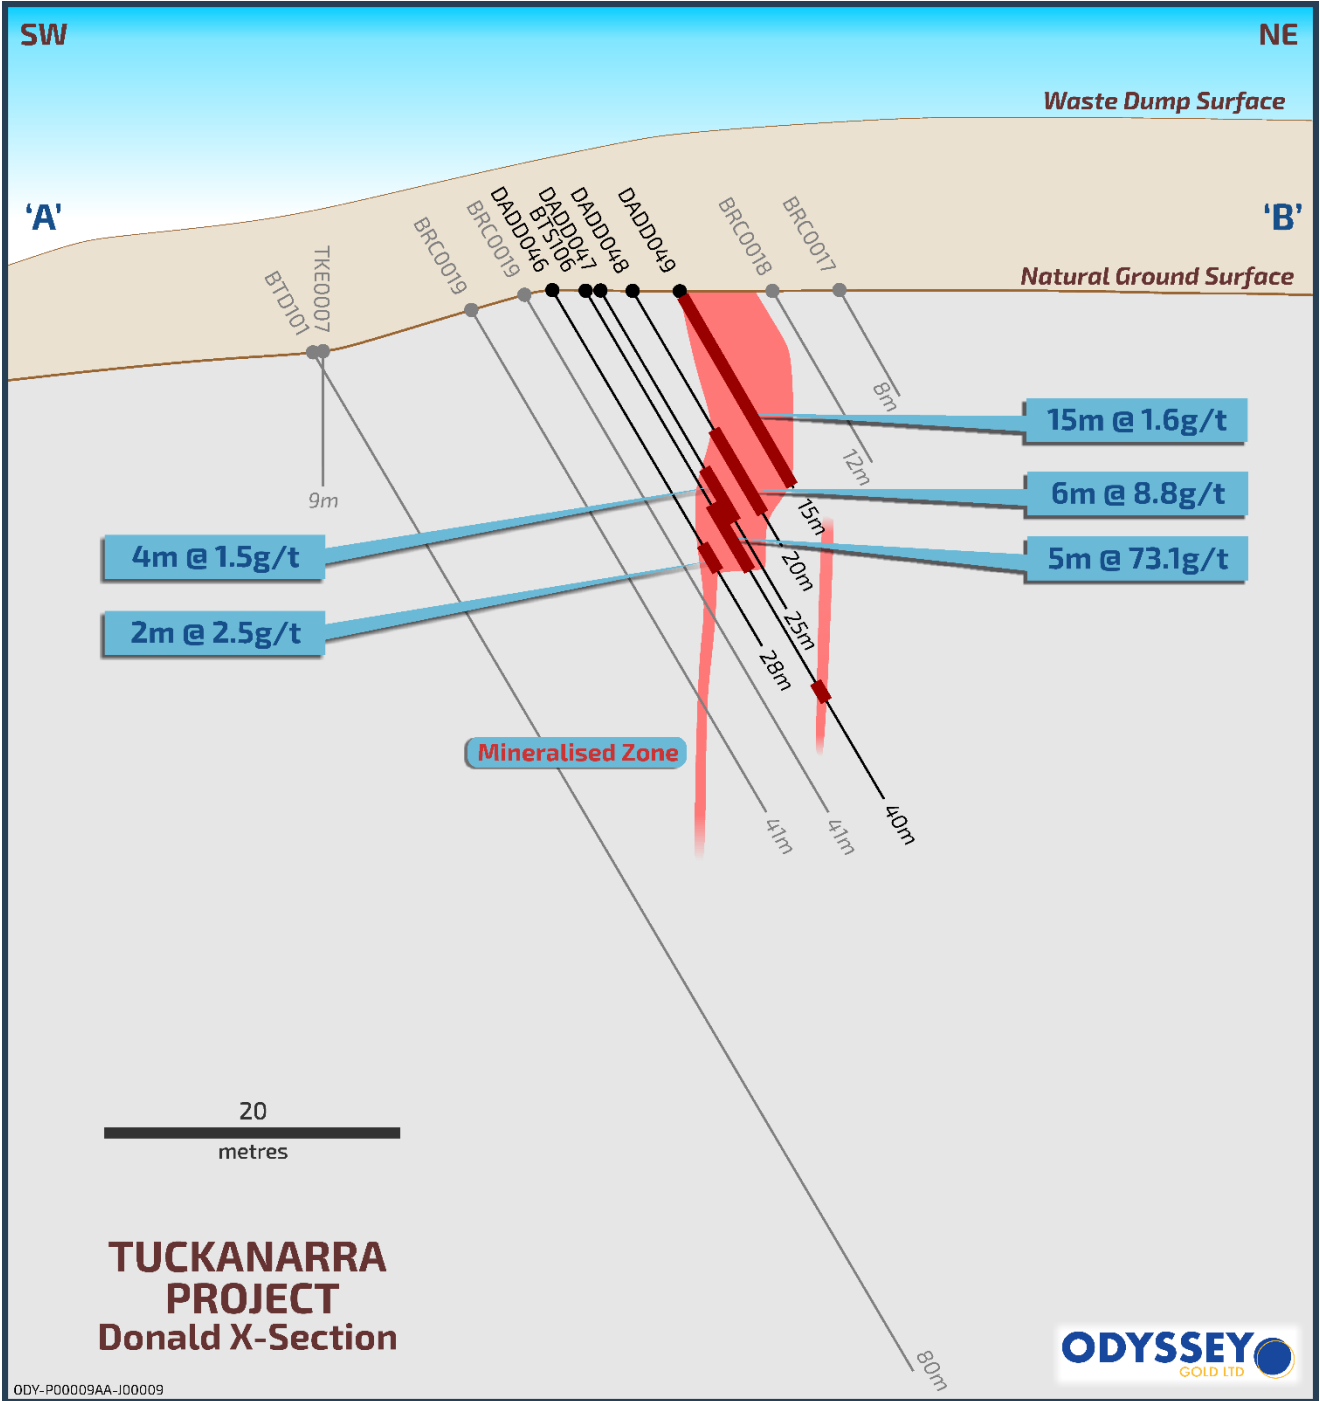 SW
NE
Waste Dump Surface
'A'
'B'
Natural Ground Surface
BTD101
TKE0007
BRC0019
BRC0019
DADD046
BTS106
DADD047
DADD048
DADD049
BRC0018
BRC0017
8m
12m
9m
15m
20m
25m
28m
40m
41m
41m
80m
15m @ 1.6g/t
6m @ 8.8g/t
5m @ 73.1g/t
4m @ 1.5g/t
2m @ 2.5g/t
Mineralised Zone
20
metres
TUCKANARRA
PROJECT
Donald X-Section
ODYSSEY
GOLD LTD
ODY-P00009AA-J00009